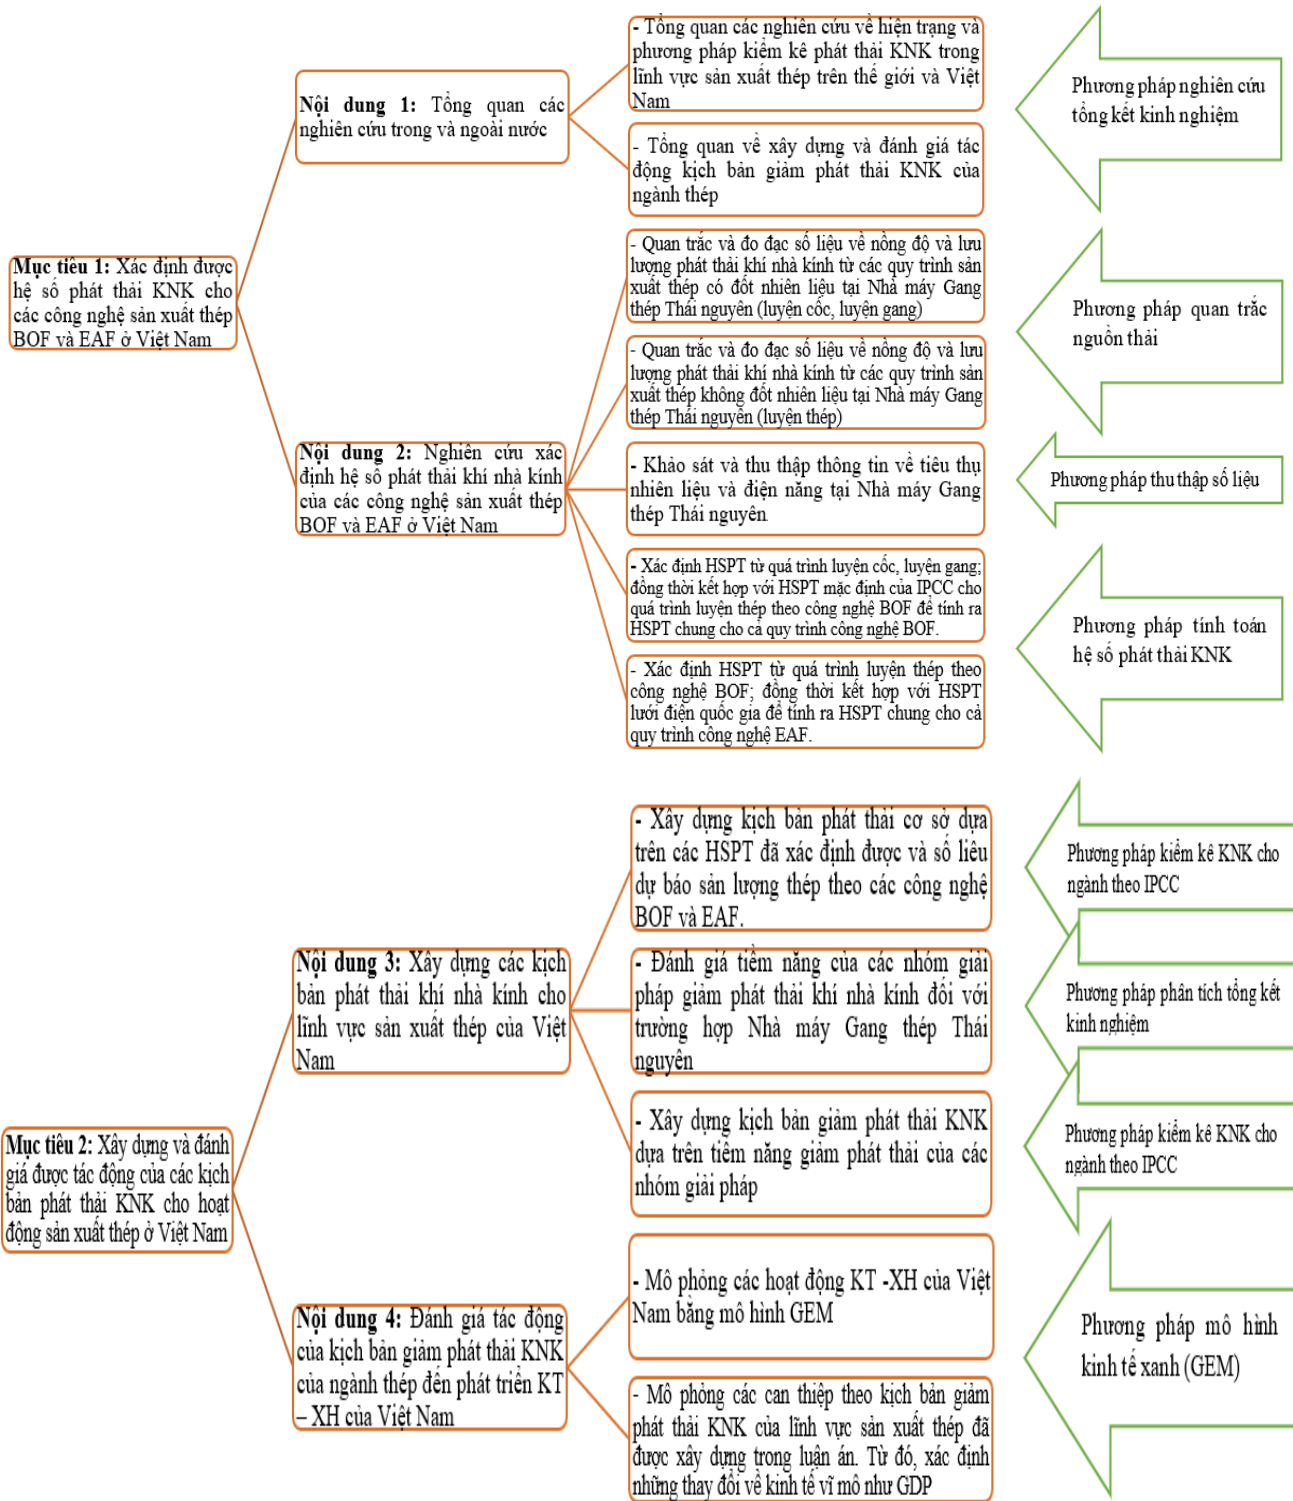 Mục tiêu 1: Xác định được
hệ số phát thải KNK cho
các công nghệ sản xuất thép
BOF và EAF ở Việt Nam
Nội dung 1: Tổng quan các
nghiên cứu trong và ngoài nước
- Tổng quan các nghiên cứu về hiện trạng và
phương pháp kiểm kê phát thải KNK trong
lĩnh vực sản xuất thép trên thế giới và Việt
Nam
- Tổng quan về xây dựng và đánh giá tác
động kịch bản giảm phát thải KNK của
ngành thép
Phương pháp nghiên cứu
tổng kết kinh nghiệm
Nội dung 2: Nghiên cứu xác
định hệ số phát thải khí nhà kính
của các công nghệ sản xuất thép
BOF và EAF ở Việt Nam
- Quan trắc và đo đạc số liệu về nồng độ và lưu
lượng phát thải khí nhà kính từ các quy trình sản
xuất thép có đốt nhiên liệu tại Nhà máy Gang
thép Thái nguyên (luyện cốc, luyện gang)
- Quan trắc và đo đạc số liệu về nồng độ và lưu
lượng phát thải khí nhà kính từ các quy trình sản
xuất thép không đốt nhiên liệu tại Nhà máy Gang
thép Thái nguyên (luyện thép)
Phương pháp quan trắc
nguồn thải
- Khảo sát và thu thập thông tin về tiêu thụ
nhiên liệu và điện năng tại Nhà máy Gang
thép Thái nguyên
Phương pháp thu thập số liệu
- Xác định HSPT từ quá trình luyện cốc, luyện gang;
đồng thời kết hợp với HSPT mặc định của IPCC cho
quá trình luyện thép theo công nghệ BOF để tính ra
HSPT chung cho cả quy trình công nghệ BOF.
- Xác định HSPT từ quá trình luyện thép theo
công nghệ BOF; đồng thời kết hợp với HSPT
lưới điện quốc gia để tính ra HSPT chung cho cả
quy trình công nghệ EAF.
Phương pháp tính toán
hệ số phát thải KNK
Mục tiêu 2: Xây dựng và đánh
giá được tác động của các kịch
bản phát thải KNK cho hoạt
động sản xuất thép ở Việt Nam
Nội dung 3: Xây dựng các kịch
bản phát thải khí nhà kính cho
lĩnh vực sản xuất thép của Việt
Nam
- Xây dựng kịch bản phát thải cơ sở dựa
trên các HSPT đã xác định được và số liêu
dự báo sản lượng thép theo các công nghệ
BOF và EAF.
Phương pháp kiểm kê KNK cho
ngành theo IPCC
- Đánh giá tiềm năng của các nhóm giải
pháp giảm phát thải khí nhà kính đối với
trường hợp Nhà máy Gang thép Thái
nguyên
Phương pháp phân tích tổng kết
kinh nghiệm
- Xây dựng kịch bản giảm phát thải KNK
dựa trên tiềm năng giảm phát thải của các
nhóm giải pháp
Phương pháp kiểm kê KNK cho
ngành theo IPCC
Nội dung 4: Đánh giá tác động
của kịch bản giảm phát thải KNK
của ngành thép đến phát triển KT
– XH của Việt Nam
- Mô phỏng các hoạt động KT -XH của Việt
Nam bằng mô hình GEM
- Mô phỏng các can thiệp theo kịch bản giảm
phát thải KNK của lĩnh vực sản xuất thép đã
được xây dựng trong luận án. Từ đó, xác định
những thay đổi về kinh tế vĩ mô như GDP
Phương pháp mô hình
kinh tế xanh (GEM)